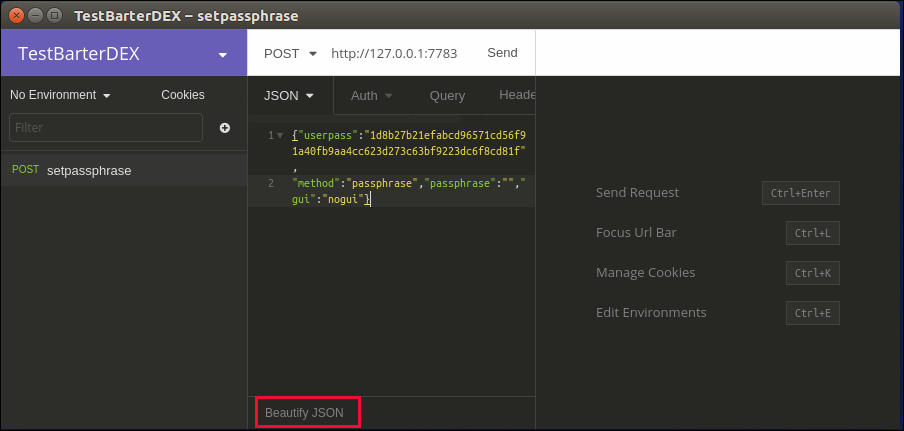 TestBarterDEX – setpassphrase
TestBarterDEX
POST http://127.0.0.1:7783 Send
No Environment Cookies
JSON Auth Query Heade
Filter
POST setpassphrase
1 {"userpass":"1d8b27b21efabcd96571cd56f9
1a40fb9aa4cc623d273c63bf9223dc6f8cd81f"
,
2 "method":"passphrase","passphrase":"","
gui":"nogui"}
Send Request Ctrl+Enter
Focus Url Bar Ctrl+L
Manage Cookies Ctrl+K
Edit Environments Ctrl+E
Beautify JSON